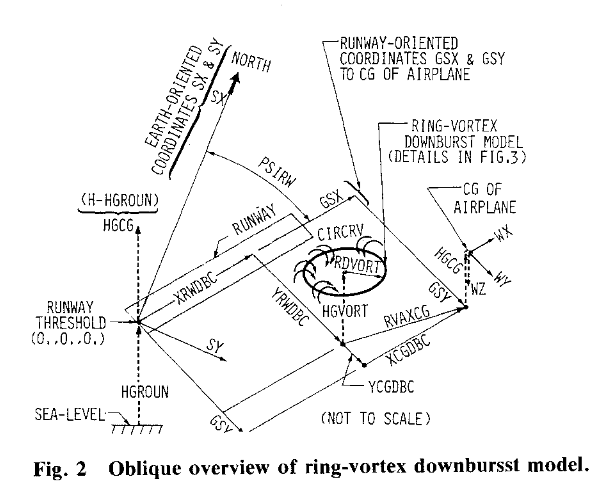 RUNWAY-ORIENTED
COORDINATES GSX & GSY
TO CG OF AIRPLANE
EARTH-ORIENTED
COORDINATES SX & SY
NORTH
SX
RING-VORTEX
DOWNBURST MODEL
(DETAILS IN FIG.3)
PSIRW
GSX
CG OF
AIRPLANE
(H-HGROUN)
HGCG
RUNWAY
CIRCRV
WX
XRWDBC
RDVORT
HGCG
WY
WZ
YRWDBC
HGVORT
GSY
RUNWAY
THRESHOLD
(0.,0.,0.)
RVAXCG
SY
XCGDBC
HGROUN
YCGDBC
GSY
SEA-LEVEL
(NOT TO SCALE)
Fig. 2 Oblique overview of ring-vortex downbursst model.